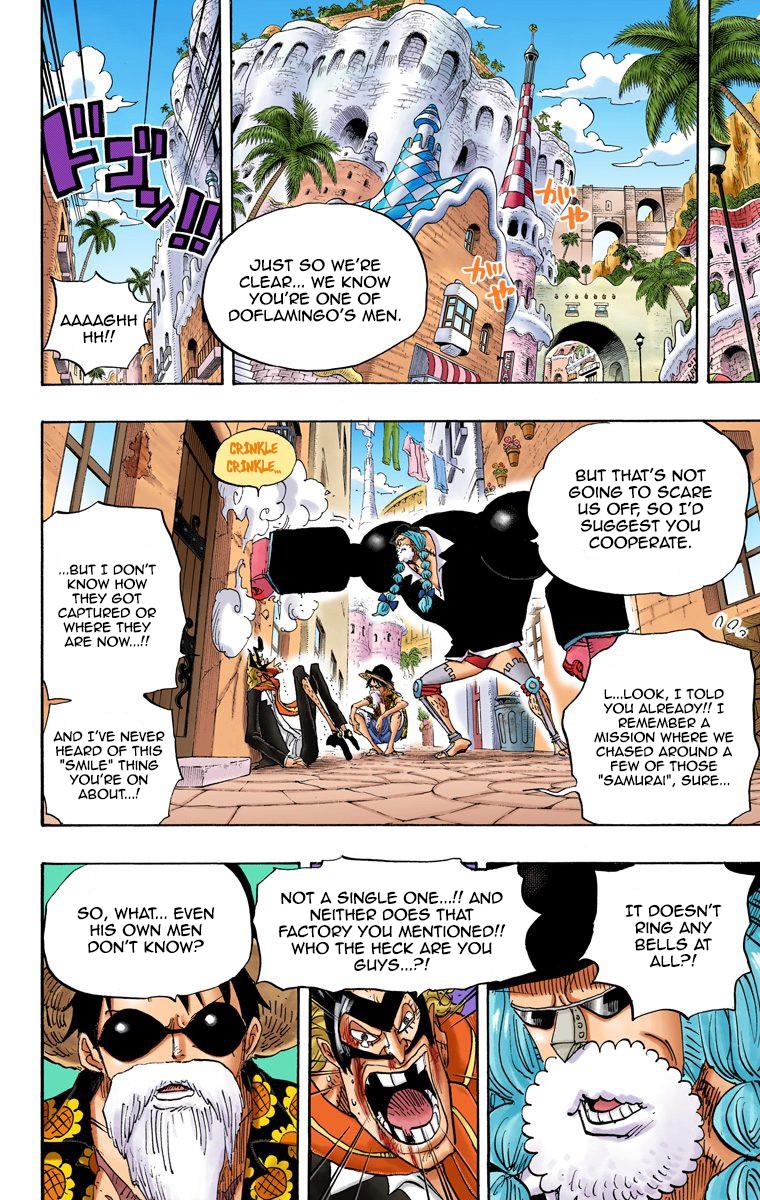 ガヤ
ガヤ
JUST SO WE'RE
CLEAR... WE KNOW
YOU'RE ONE OF
DOFLAMINGO'S MEN.
ドゴン!!
AAAAGHH
HH!!
BUT THAT'S NOT
GOING TO SCARE
US OFF, SO I'D
SUGGEST YOU
COOPERATE.
L...LOOK, I TOLD
YOU ALREADY!! I
REMEMBER A
MISSION WHERE WE
CHASED AROUND A
FEW OF THOSE
"SAMURAI", SURE...
CRINKLE
CRINKLE...
...BUT I DON'T
KNOW HOW
THEY GOT
CAPTURED OR
WHERE THEY
ARE NOW...!!
AND I'VE NEVER
HEARD OF THIS
"SMILE" THING
YOU'RE ON
ABOUT...!
IT DOESN'T
RING ANY
BELLS AT
ALL?!
NOT A SINGLE ONE...!! AND
NEITHER DOES THAT
FACTORY YOU MENTIONED!!
WHO THE HECK ARE YOU
GUYS...?!
SO, WHAT... EVEN
HIS OWN MEN
DON'T KNOW?